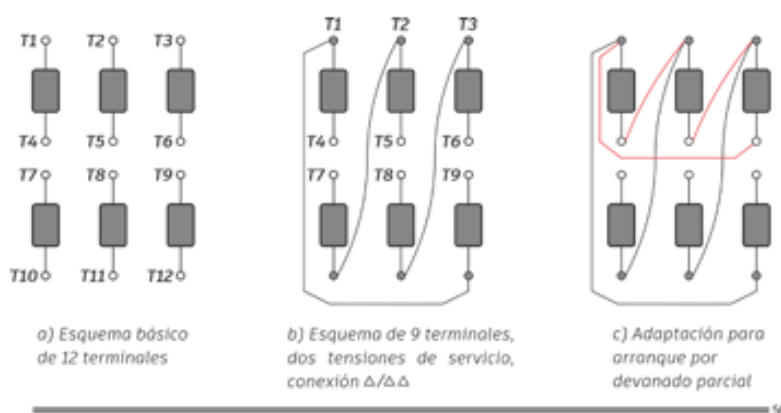 T1 T2 T3
T1 T2 T3
T4 T5 T6
T4 T5 T6
T7 T8 T9
T7 T8 T9
T10 T11 T12
a) Esquema básico
de 12 terminales
b) Esquema de 9 terminales,
dos tensiones de servicio,
conexión △/△△
c) Adaptación para
arranque por
devanado parcial